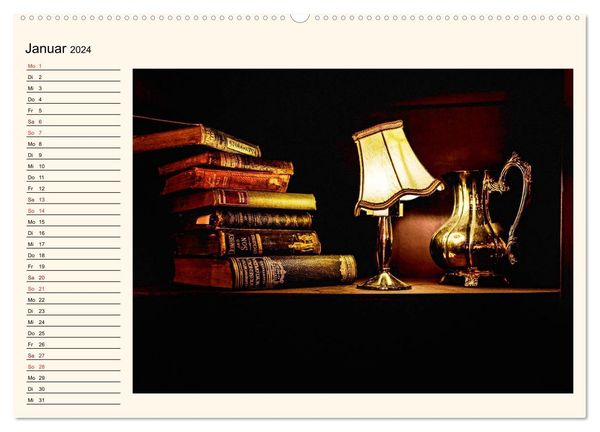 Januar 2024
Mo 1
Di 2
Mi 3
Do 4
Fr 5
Sa 6
So 7
Mo 8
Di 9
Mi 10
Do 11
Fr 12
Sa 13
So 14
Mo 15
Di 16
Mi 17
Do 18
Fr 19
Sa 20
So 21
Mo 22
Di 23
Mi 24
Do 25
Fr 26
Sa 27
So 28
Mo 29
Di 30
Mi 31